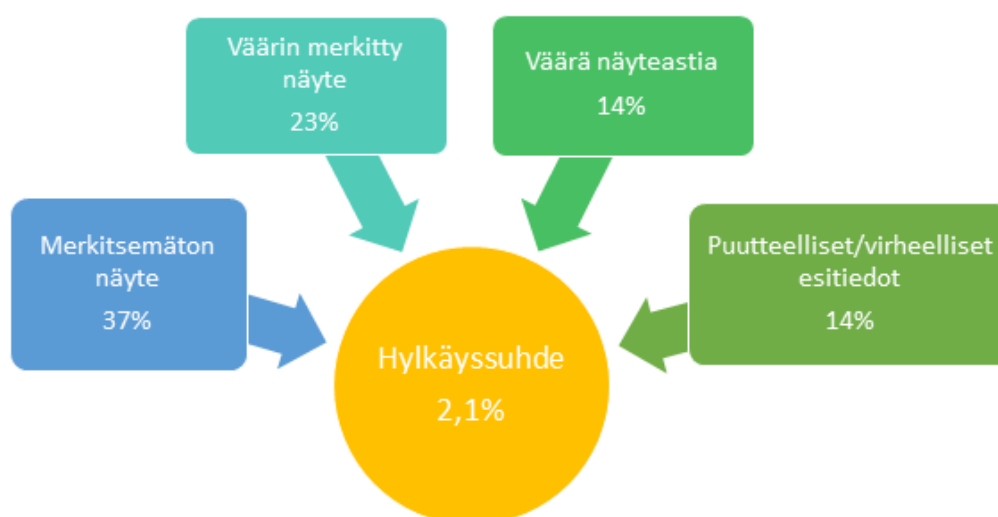 Väärin merkitty
näyte
23%
Väärä näyteastia
14%
Merkitsemätön
näyte
37%
Puutteelliset/virheelliset
esitiedot
14%
Hylkäyssuhde
2,1%